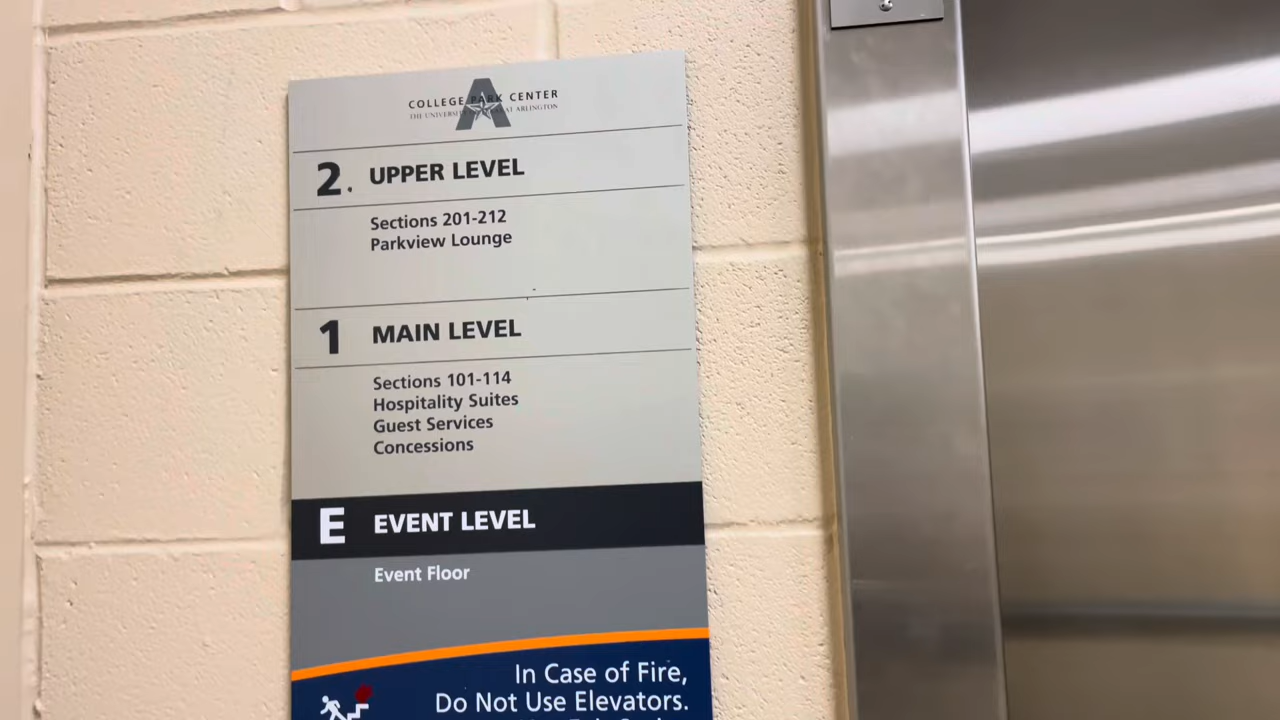 COLLEGE PARK CENTER
THE UNIVERSITY AT ARLINGTON
2. UPPER LEVEL
Sections 201-212
Parkview Lounge
1 MAIN LEVEL
Sections 101-114
Hospitality Suites
Guest Services
Concessions
E EVENT LEVEL
Event Floor
In Case of Fire,
Do Not Use Elevators.